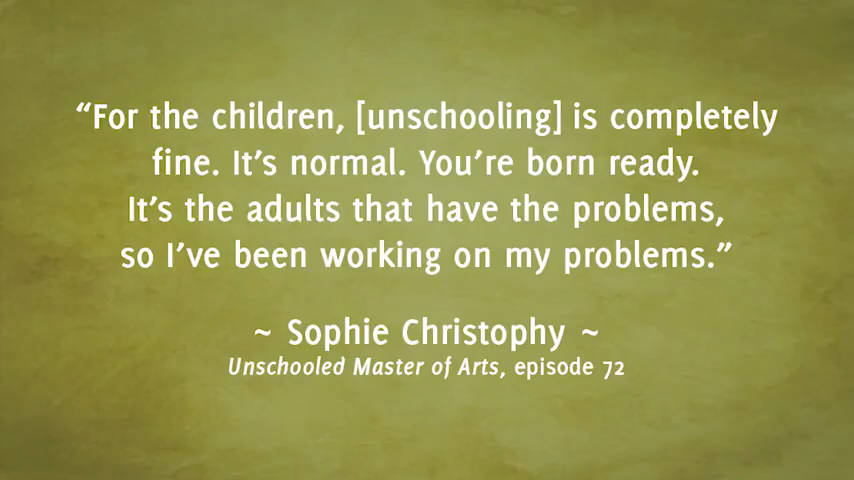 “For the children, [unschooling] is completely
fine. It’s normal. You’re born ready.
It’s the adults that have the problems,
so I’ve been working on my problems.”
~ Sophie Christophy ~
Unschooled Master of Arts, episode 72